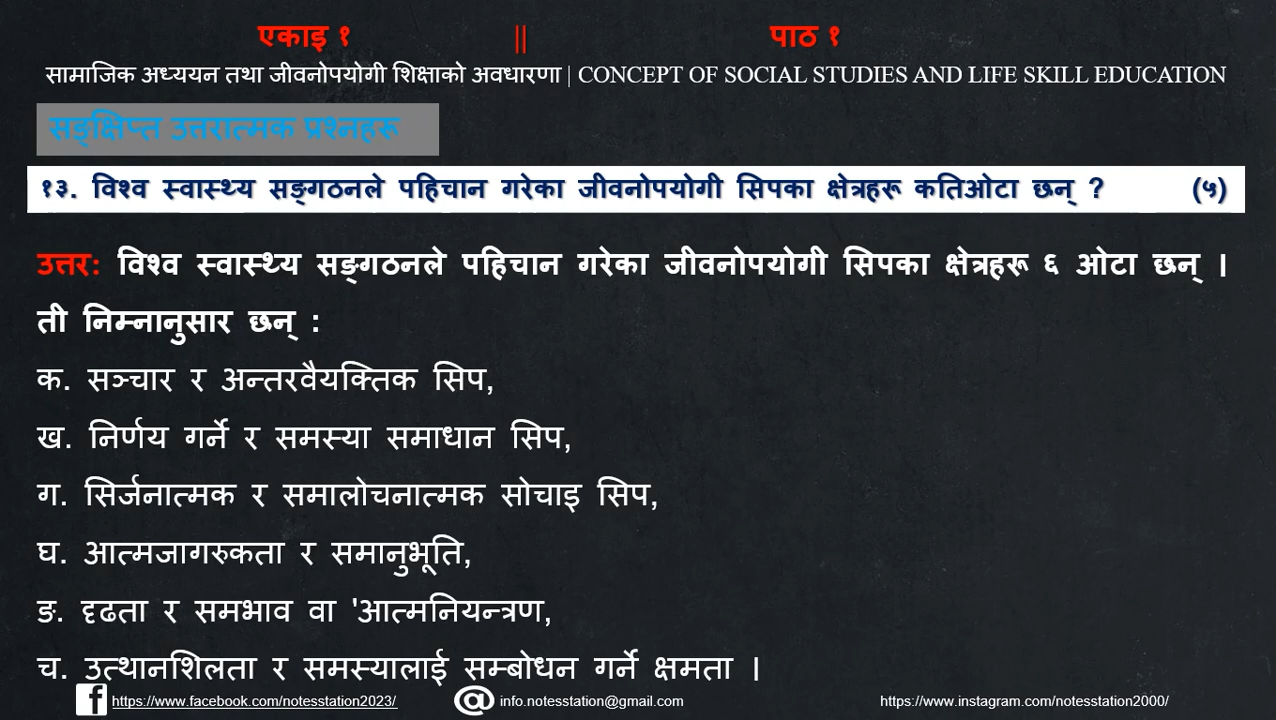 एकाइ १ || पाठ १
सामाजिक अध्ययन तथा जीवनोपयोगी शिक्षाको अवधारणा | CONCEPT OF SOCIAL STUDIES AND LIFE SKILL EDUCATION
सङ्क्षिप्त उत्तरात्मक प्रश्नहरू
१३. विश्व स्वास्थ्य सङ्गठनले पहिचान गरेका जीवनोपयोगी सिपका क्षेत्रहरू कतिओटा छन् ? (५)
उत्तर: विश्व स्वास्थ्य सङ्गठनले पहिचान गरेका जीवनोपयोगी सिपका क्षेत्रहरू ६ ओटा छन् ।
ती निम्नानुसार छन् :
क. सञ्चार र अन्तरवैयक्तिक सिप,
ख. निर्णय गर्ने र समस्या समाधान सिप,
ग. सिर्जनात्मक र समालोचनात्मक सोचाइ सिप,
घ. आत्मजागरुकता र समानुभूति,
ङ. दृढता र समभाव वा 'आत्मनियन्त्रण,
च. उत्थानशिलता र समस्यालाई सम्बोधन गर्ने क्षमता ।
https://www.facebook.com/notesstation2023/ info.notesstation@gmail.com https://www.instagram.com/notesstation2000/